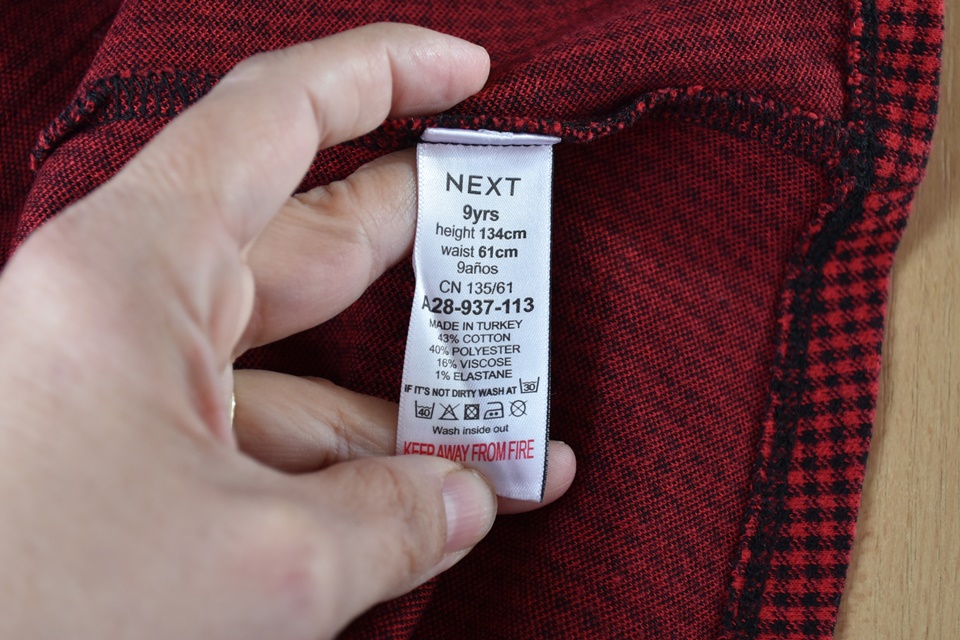 NEXT
9yrs
height 134cm
waist 61cm
9años
CN 135/61
A28-937-113
MADE IN TURKEY
43% COTTON
40% POLYESTER
16% VISCOSE
1% ELASTANE
IF IT'S NOT DIRTY WASH AT 30
40
Wash inside out
KEEP AWAY FROM FIRE